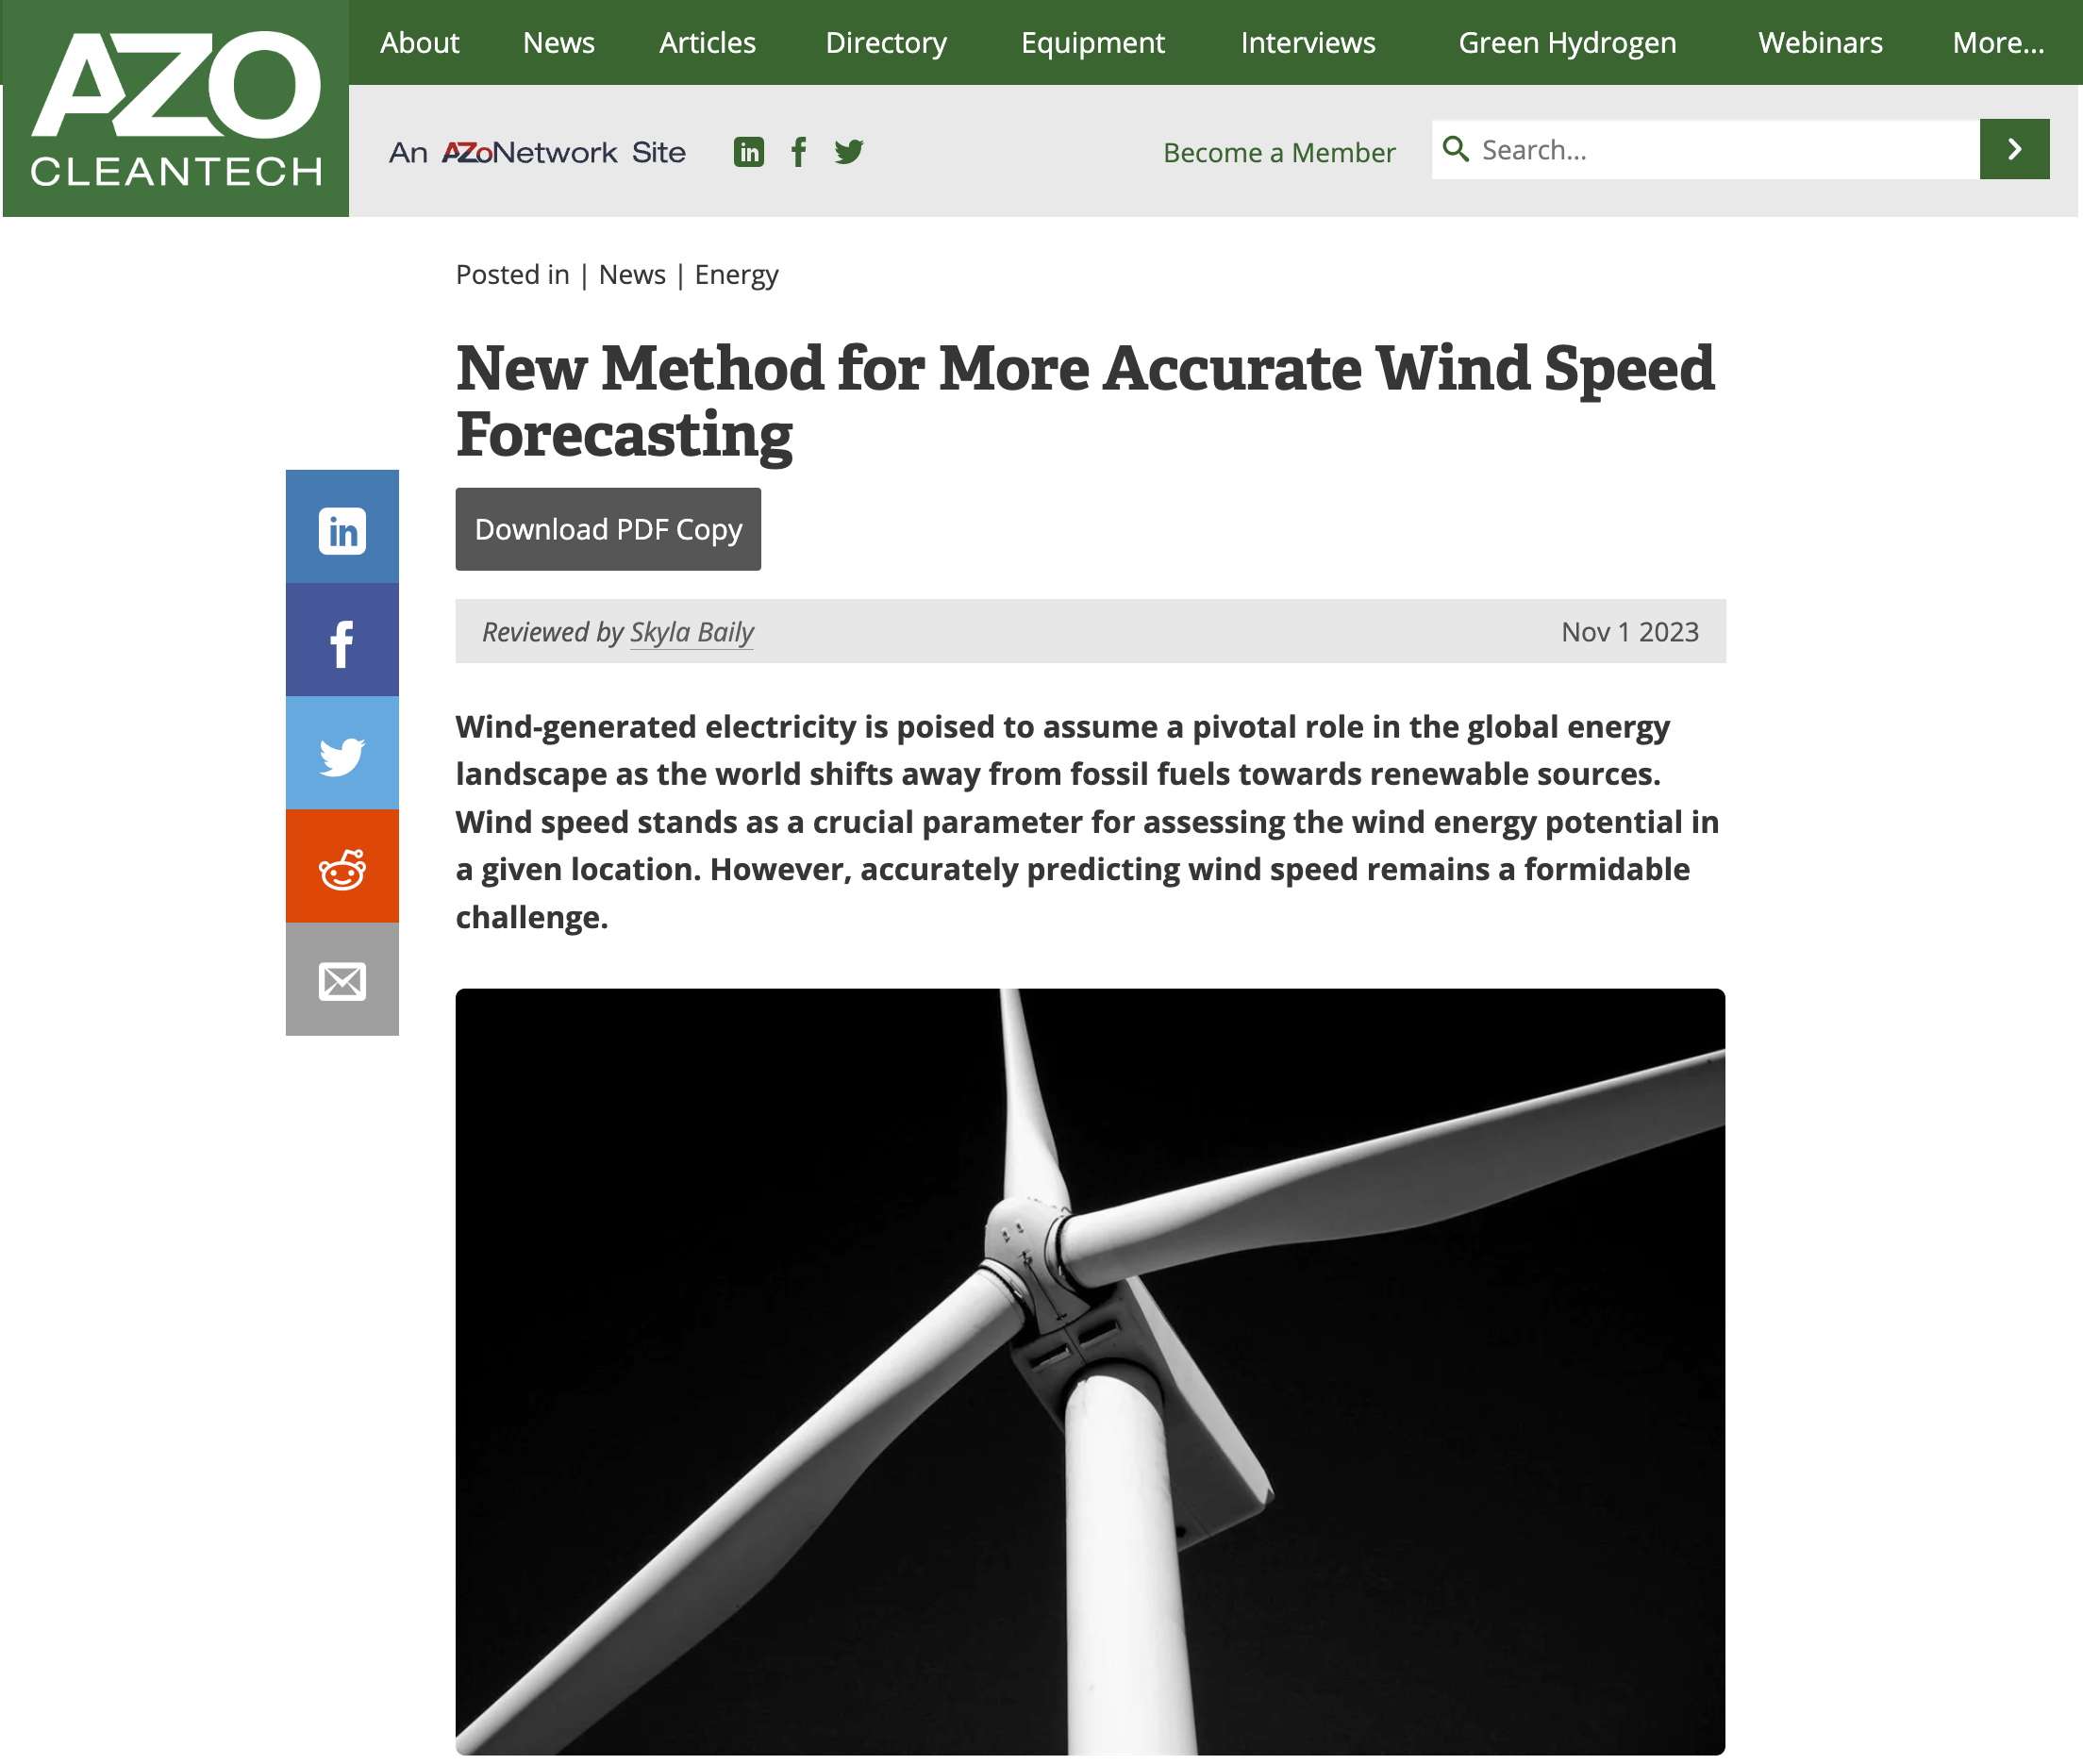 AZO
CLEANTECH
About News Articles Directory Equipment Interviews Green Hydrogen Webinars More...
An AZoNetwork Site
Become a Member
Search...
Posted in | News | Energy
New Method for More Accurate Wind Speed
Forecasting
Download PDF Copy
Reviewed by Skyla Baily
Nov 1 2023
Wind-generated electricity is poised to assume a pivotal role in the global energy
landscape as the world shifts away from fossil fuels towards renewable sources.
Wind speed stands as a crucial parameter for assessing the wind energy potential in
a given location. However, accurately predicting wind speed remains a formidable
challenge.